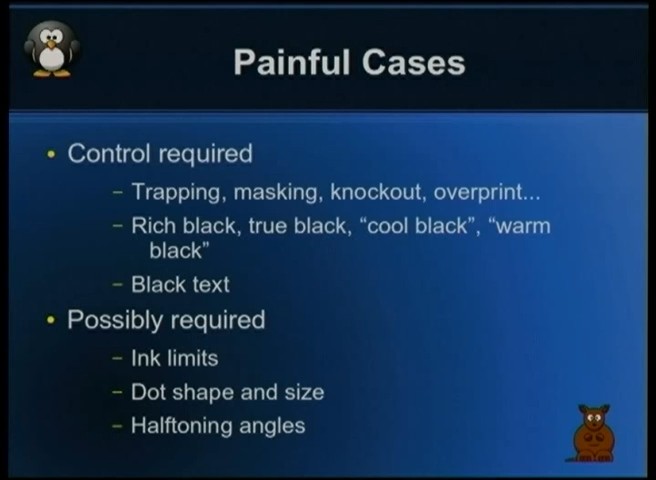 Painful Cases
• Control required
– Trapping, masking, knockout, overprint...
– Rich black, true black, “cool black”, “warm
black”
– Black text
• Possibly required
– Ink limits
– Dot shape and size
– Halftoning angles